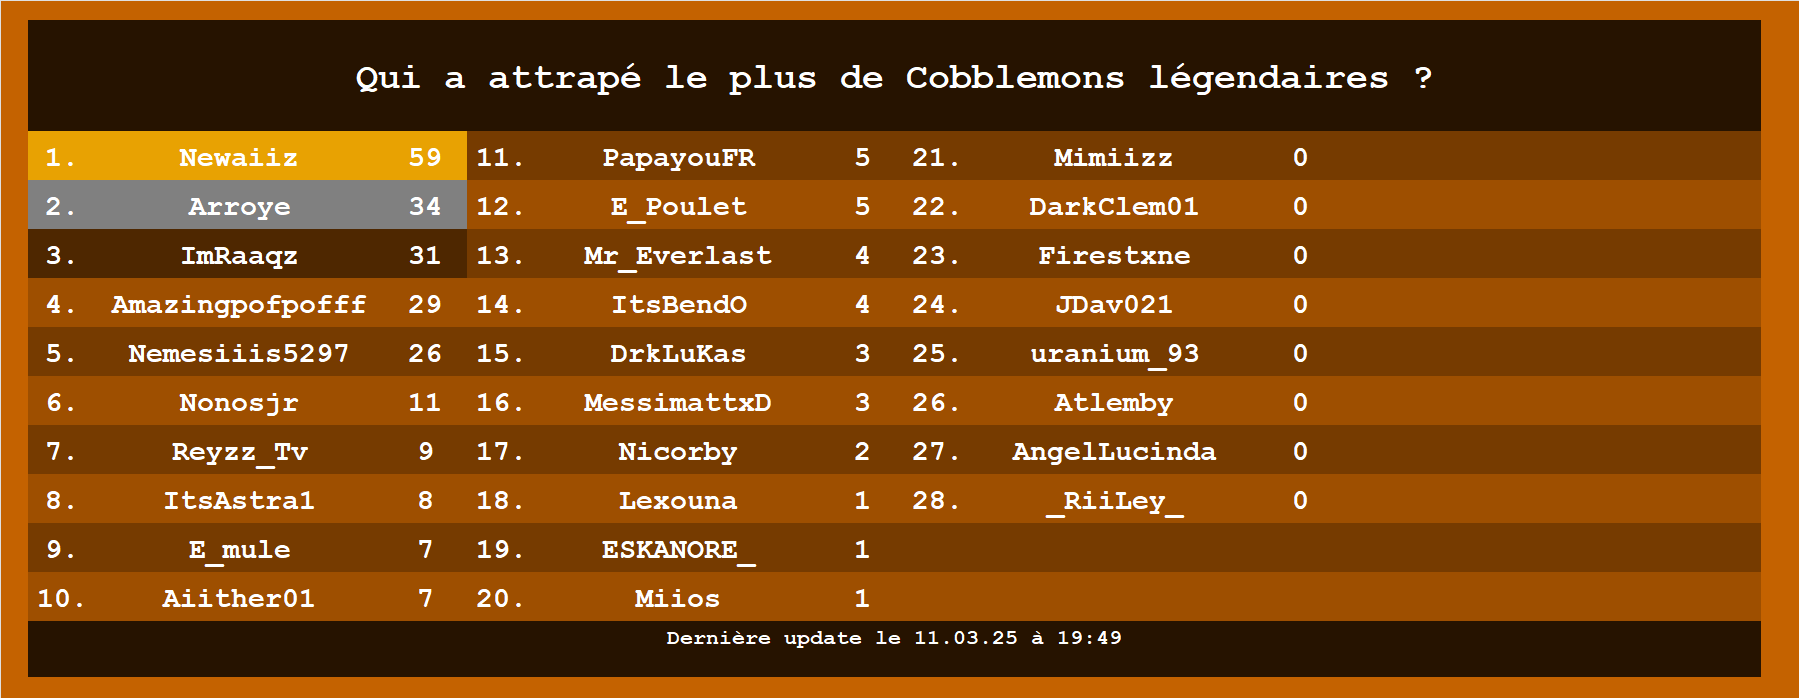 Qui a attrapé le plus de Cobblemons légendaires ?
1. Newaiiz 59 11. PapayouFR 5 21. Mimiizz 0
2. Arroye 34 12. E_Poulet 5 22. DarkClem01 0
3. ImRaaqz 31 13. Mr_Everlast 4 23. Firestxne 0
4. Amazingpofpofff 29 14. ItsBendO 4 24. JDav021 0
5. Nemesiiis5297 26 15. DrkLuKas 3 25. uranium_93 0
6. Nonosjr 11 16. MessimattxD 3 26. Atlemby 0
7. Reyzz_Tv 9 17. Nicorby 2 27. AngelLucinda 0
8. ItsAstra1 8 18. Lexouna 1 28. _RiiLey_ 0
9. E_mule 7 19. ESKANORE_ 1
10. Aiither01 7 20. Miios 1
Dernière update le 11.03.25 à 19:49